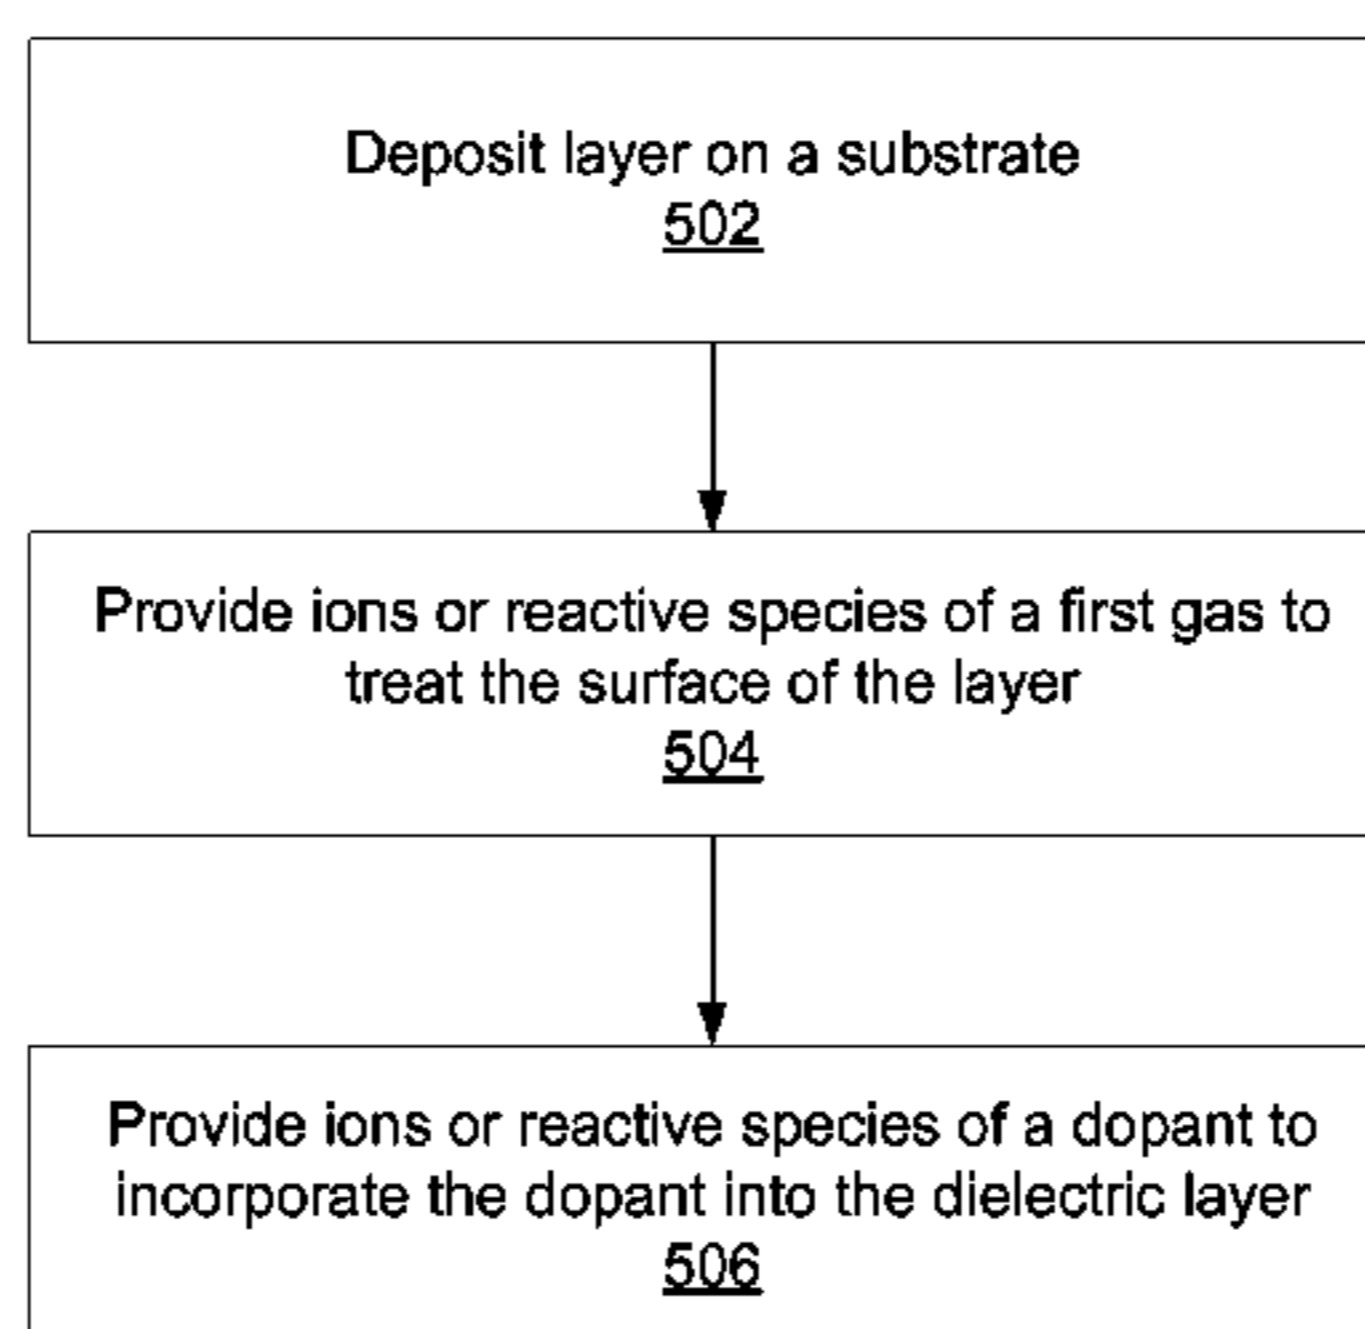 Deposit layer on a substrate
502
Provide ions or reactive species of a first gas to
treat the surface of the layer
504
Provide ions or reactive species of a dopant to
incorporate the dopant into the dielectric layer
506